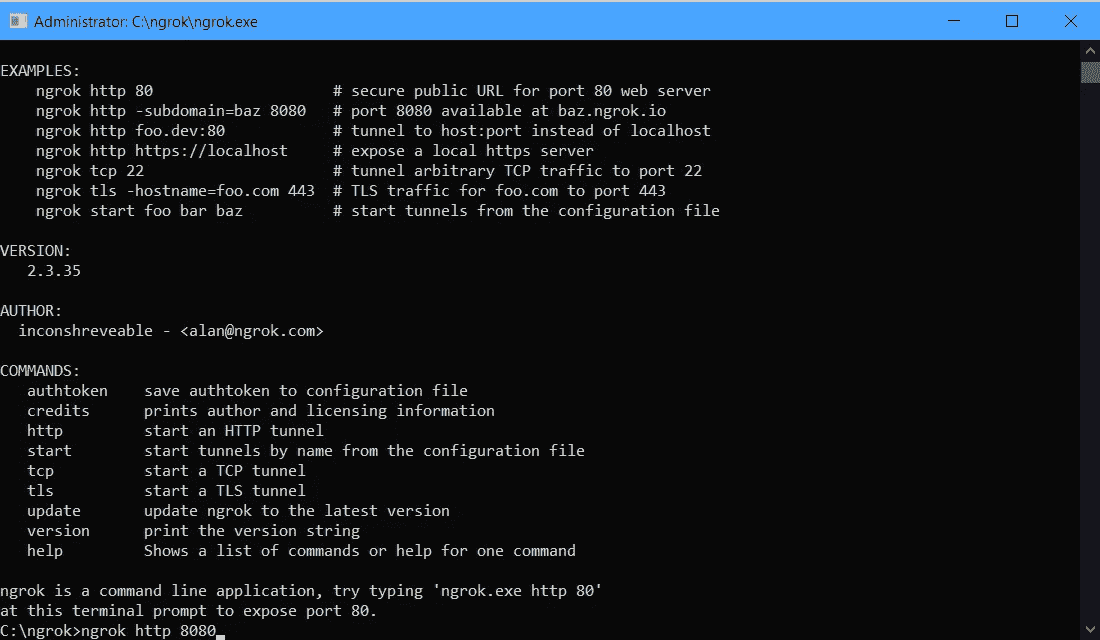 Administrator: C:\ngrok\ngrok.exe
EXAMPLES:
    ngrok http 80                    # secure public URL for port 80 web server
    ngrok http -subdomain=baz 8080   # port 8080 available at baz.ngrok.io
    ngrok http foo.dev:80            # tunnel to host:port instead of localhost
    ngrok http https://localhost     # expose a local https server
    ngrok tcp 22                     # tunnel arbitrary TCP traffic to port 22
    ngrok tls -hostname=foo.com 443  # TLS traffic for foo.com to port 443
    ngrok start foo bar baz          # start tunnels from the configuration file
VERSION:
   2.3.35
AUTHOR:
  inconshreveable - <alan@ngrok.com>
COMMANDS:
   authtoken    save authtoken to configuration file
   credits      prints author and licensing information
   http         start an HTTP tunnel
   start        start tunnels by name from the configuration file
   tcp          start a TCP tunnel
   tls          start a TLS tunnel
   update       update ngrok to the latest version
   version      print the version string
   help         Shows a list of commands or help for one command
ngrok is a command line application, try typing 'ngrok.exe http 80'
at this terminal prompt to expose port 80.
C:\ngrok>ngrok http 8080